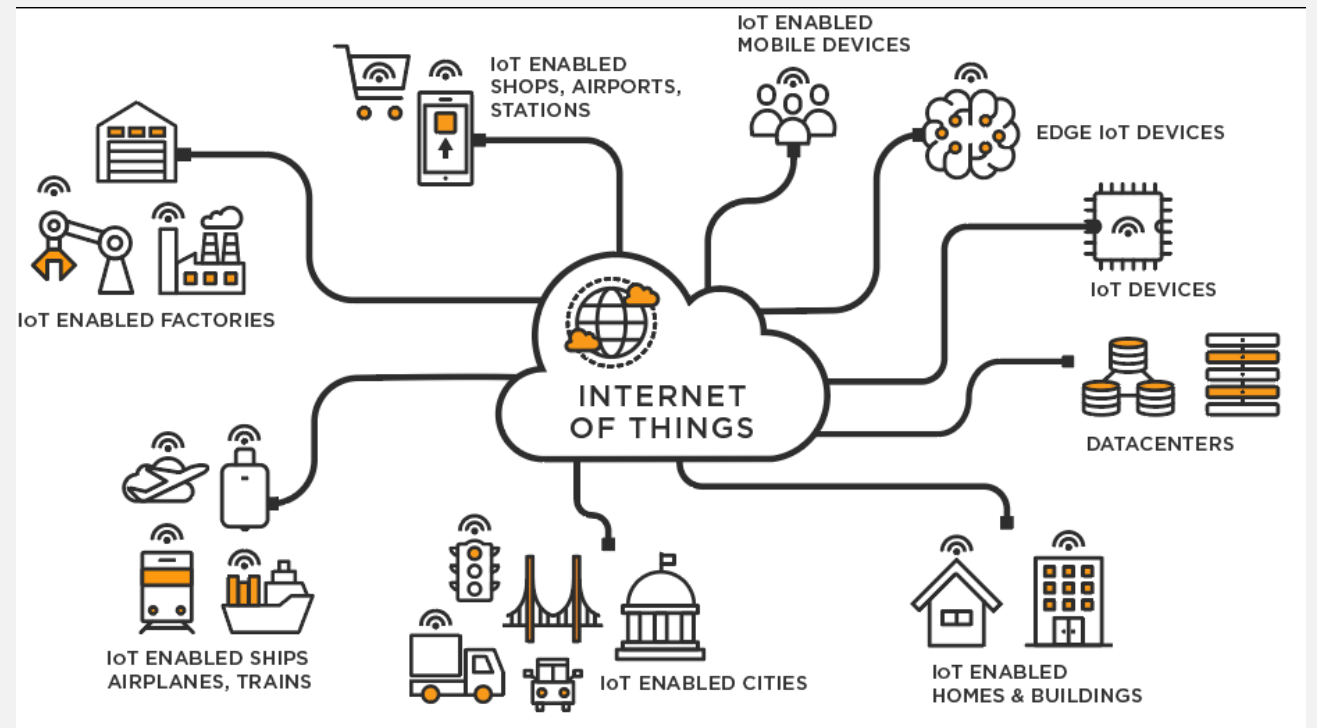 IoT ENABLED
MOBILE DEVICES
IoT ENABLED
SHOPS, AIRPORTS,
STATIONS
EDGE IoT DEVICES
IoT DEVICES
IoT ENABLED FACTORIES
INTERNET
OF THINGS
DATACENTERS
IoT ENABLED SHIPS
AIRPLANES, TRAINS
IoT ENABLED CITIES
IoT ENABLED
HOMES & BUILDINGS